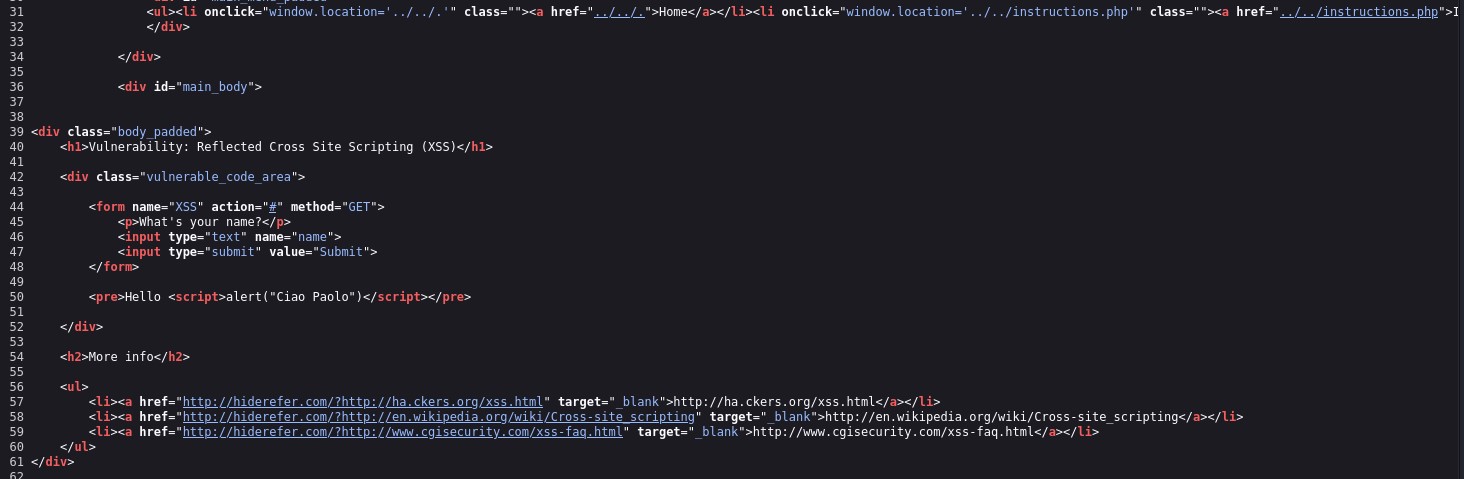 31 <ul><li onclick="window.location='../../.'" class=""><a href="../../.">Home</a></li><li onclick="window.location='../../instructions.php'" class=""><a href="../../instructions.php">I
32 </div>
33
34 </div>
35
36 <div id="main_body">
37
38
39 <div class="body_padded">
40 <h1>Vulnerability: Reflected Cross Site Scripting (XSS)</h1>
41
42 <div class="vulnerable_code_area">
43
44 <form name="XSS" action="#" method="GET">
45 <p>What's your name?</p>
46 <input type="text" name="name">
47 <input type="submit" value="Submit">
48 </form>
49
50 <pre>Hello <script>alert("Ciao Paolo")</script></pre>
51
52 </div>
53
54 <h2>More info</h2>
55
56 <ul>
57 <li><a href="http://hiderefer.com/?http://ha.ckers.org/xss.html" target="_blank">http://ha.ckers.org/xss.html</a></li>
58 <li><a href="http://hiderefer.com/?http://en.wikipedia.org/wiki/Cross-site_scripting" target="_blank">http://en.wikipedia.org/wiki/Cross-site_scripting</a></li>
59 <li><a href="http://hiderefer.com/?http://www.cgisecurity.com/xss-faq.html" target="_blank">http://www.cgisecurity.com/xss-faq.html</a></li>
60 </ul>
61 </div>
62